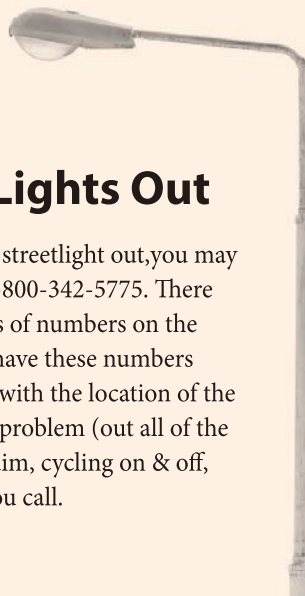 Lights Out
streetlight out,you may
-800-342-5775. There
s of numbers on the
have these numbers
with the location of the
problem (out all of the
im, cycling on & off,
ou call.